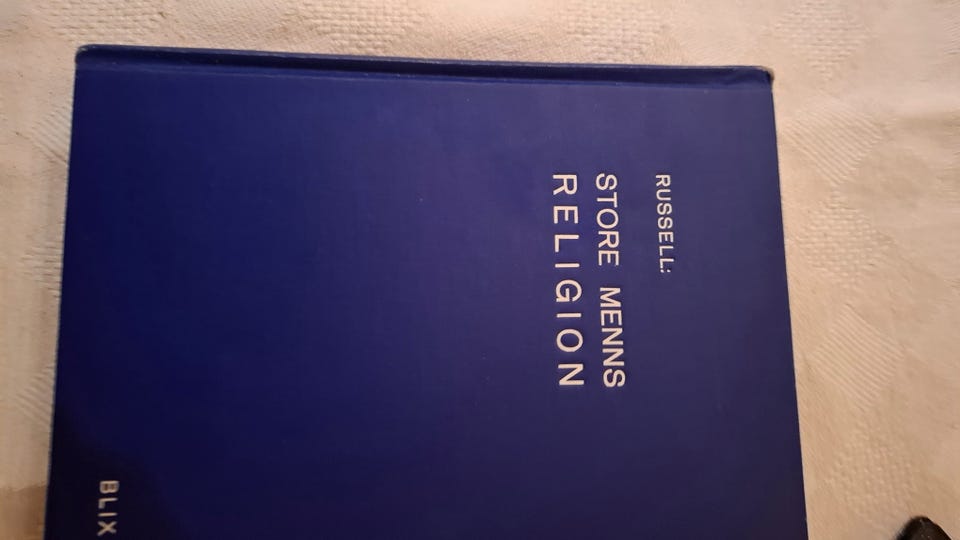 RUSSELL:
STORE MENNS
RELIGION
BLIX